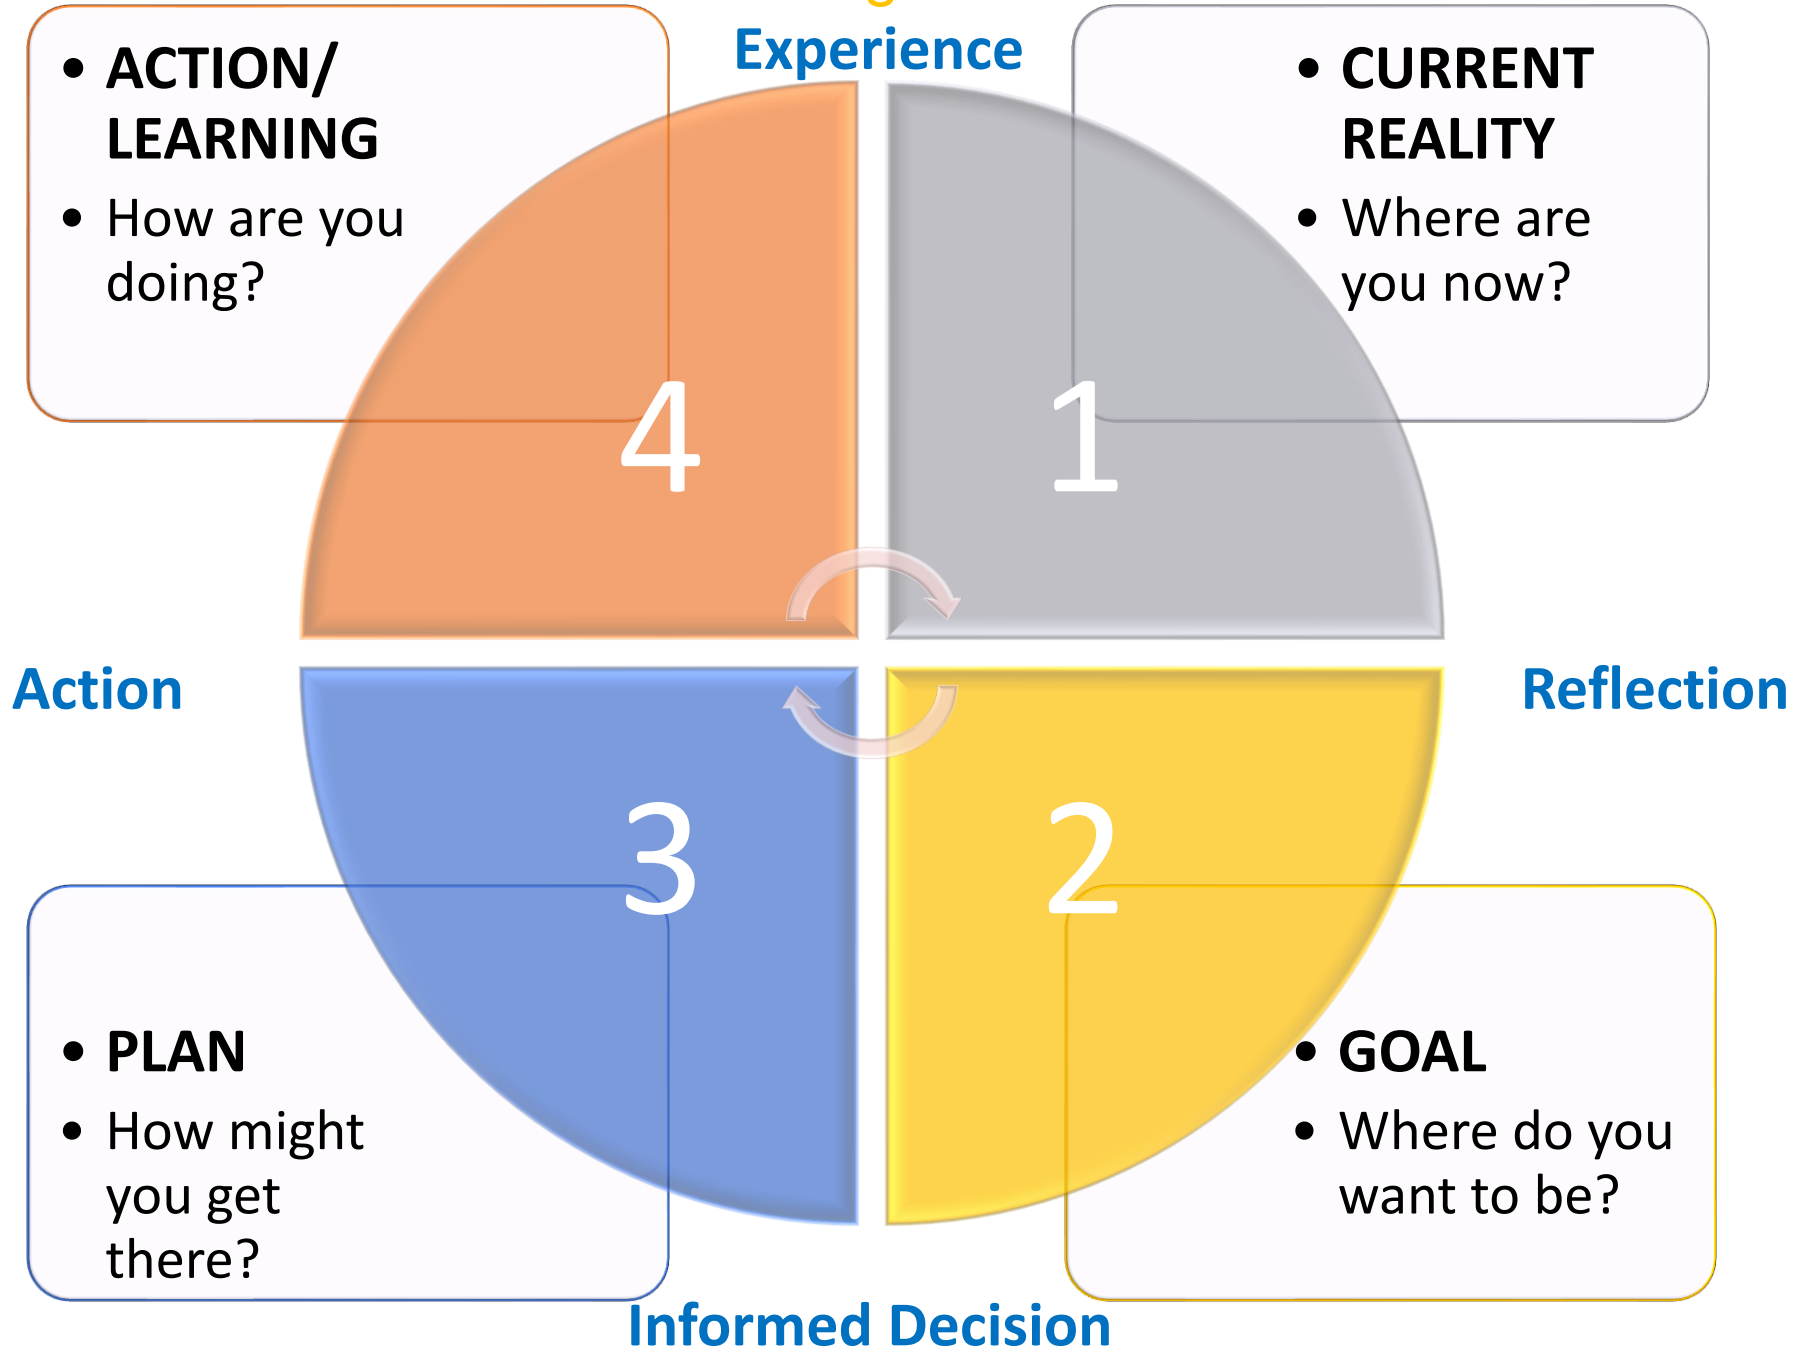 Experience
• ACTION/
LEARNING
• How are you
doing?
• CURRENT
REALITY
• Where are
you now?
4
1
Action
Reflection
3
2
• PLAN
• How might
you get
there?
• GOAL
• Where do you
want to be?
Informed Decision